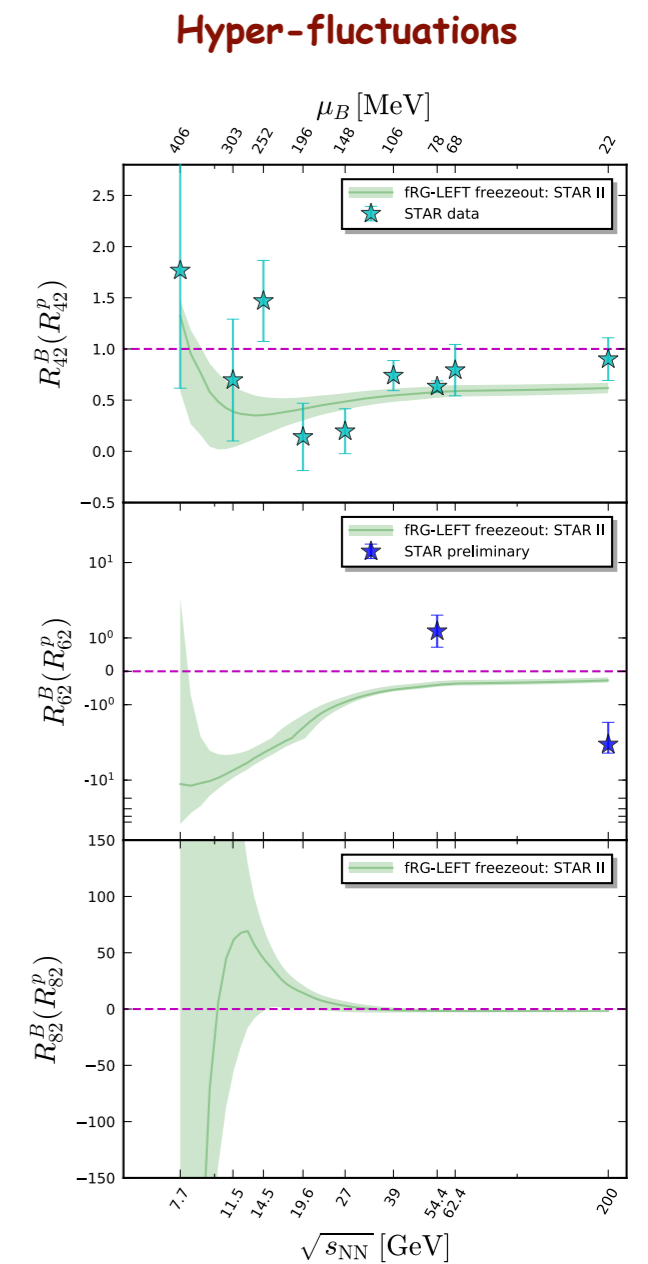 Hyper-fluctuations
μ_B [MeV]
406 303 252 196 148 106 78 68 22
fRG-LEFT freezeout: STAR II
STAR data
R^B_42(R^p_42)
2.5
2.0
1.5
1.0
0.5
0.0
−0.5
fRG-LEFT freezeout: STAR II
STAR preliminary
R^B_62(R^p_62)
10^1
10^0
0
-10^0
-10^1
fRG-LEFT freezeout: STAR II
R^B_82(R^p_82)
150
100
50
0
−50
−100
−150
7.7 11.5 14.5 19.6 27 39 54.4 62.4 200
√s_NN [GeV]